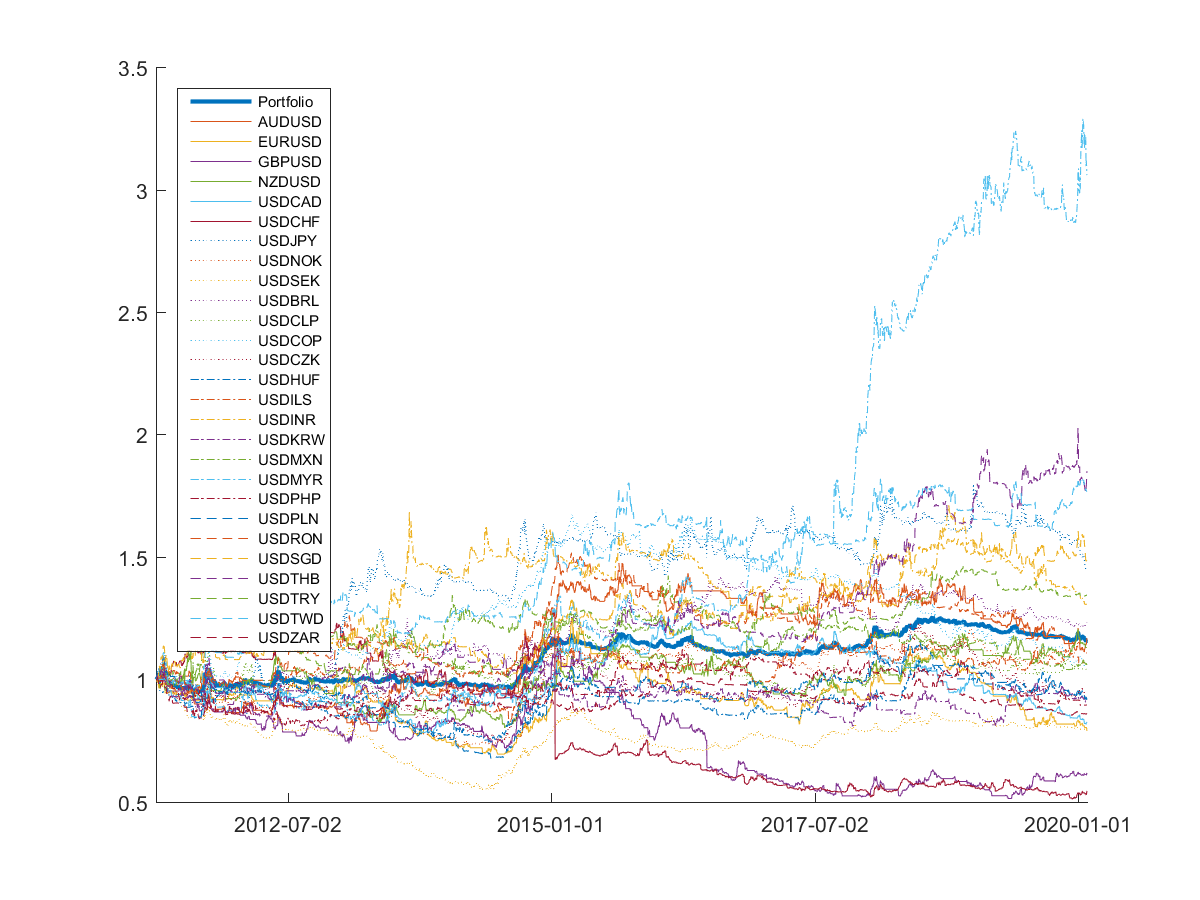 3.5
3
2.5
2
1.5
1
0.5
Portfolio
AUDUSD
EURUSD
GBPUSD
NZDUSD
USDCAD
USDCHF
USDJPY
USDNOK
USDSEK
USDBRL
USDCLP
USDCOP
USDCZK
USDHUF
USDILS
USDINR
USDKRW
USDMXN
USDMYR
USDPHP
USDPLN
USDRON
USDSGD
USDTHB
USDTRY
USDTWD
USDZAR
2012-07-02 2015-01-01 2017-07-02 2020-01-01